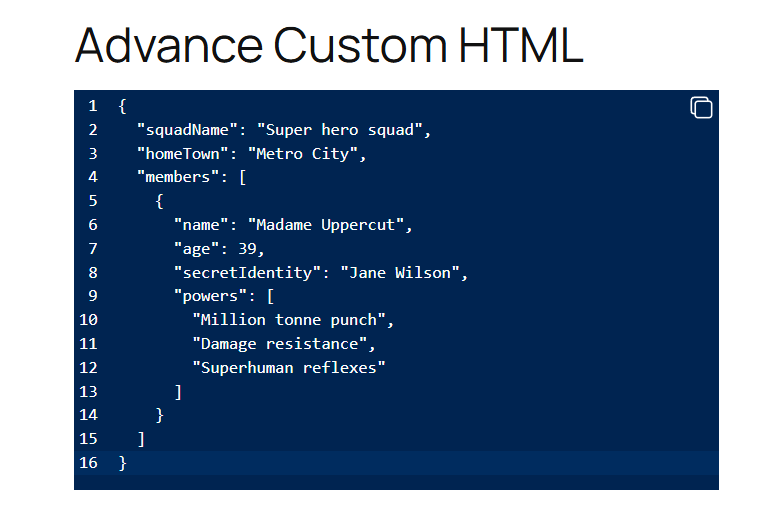 Advance Custom HTML
1 {
2   "squadName": "Super hero squad",
3   "homeTown": "Metro City",
4   "members": [
5     {
6       "name": "Madame Uppercut",
7       "age": 39,
8       "secretIdentity": "Jane Wilson",
9       "powers": [
10         "Million tonne punch",
11         "Damage resistance",
12         "Superhuman reflexes"
13       ]
14     }
15   ]
16 }